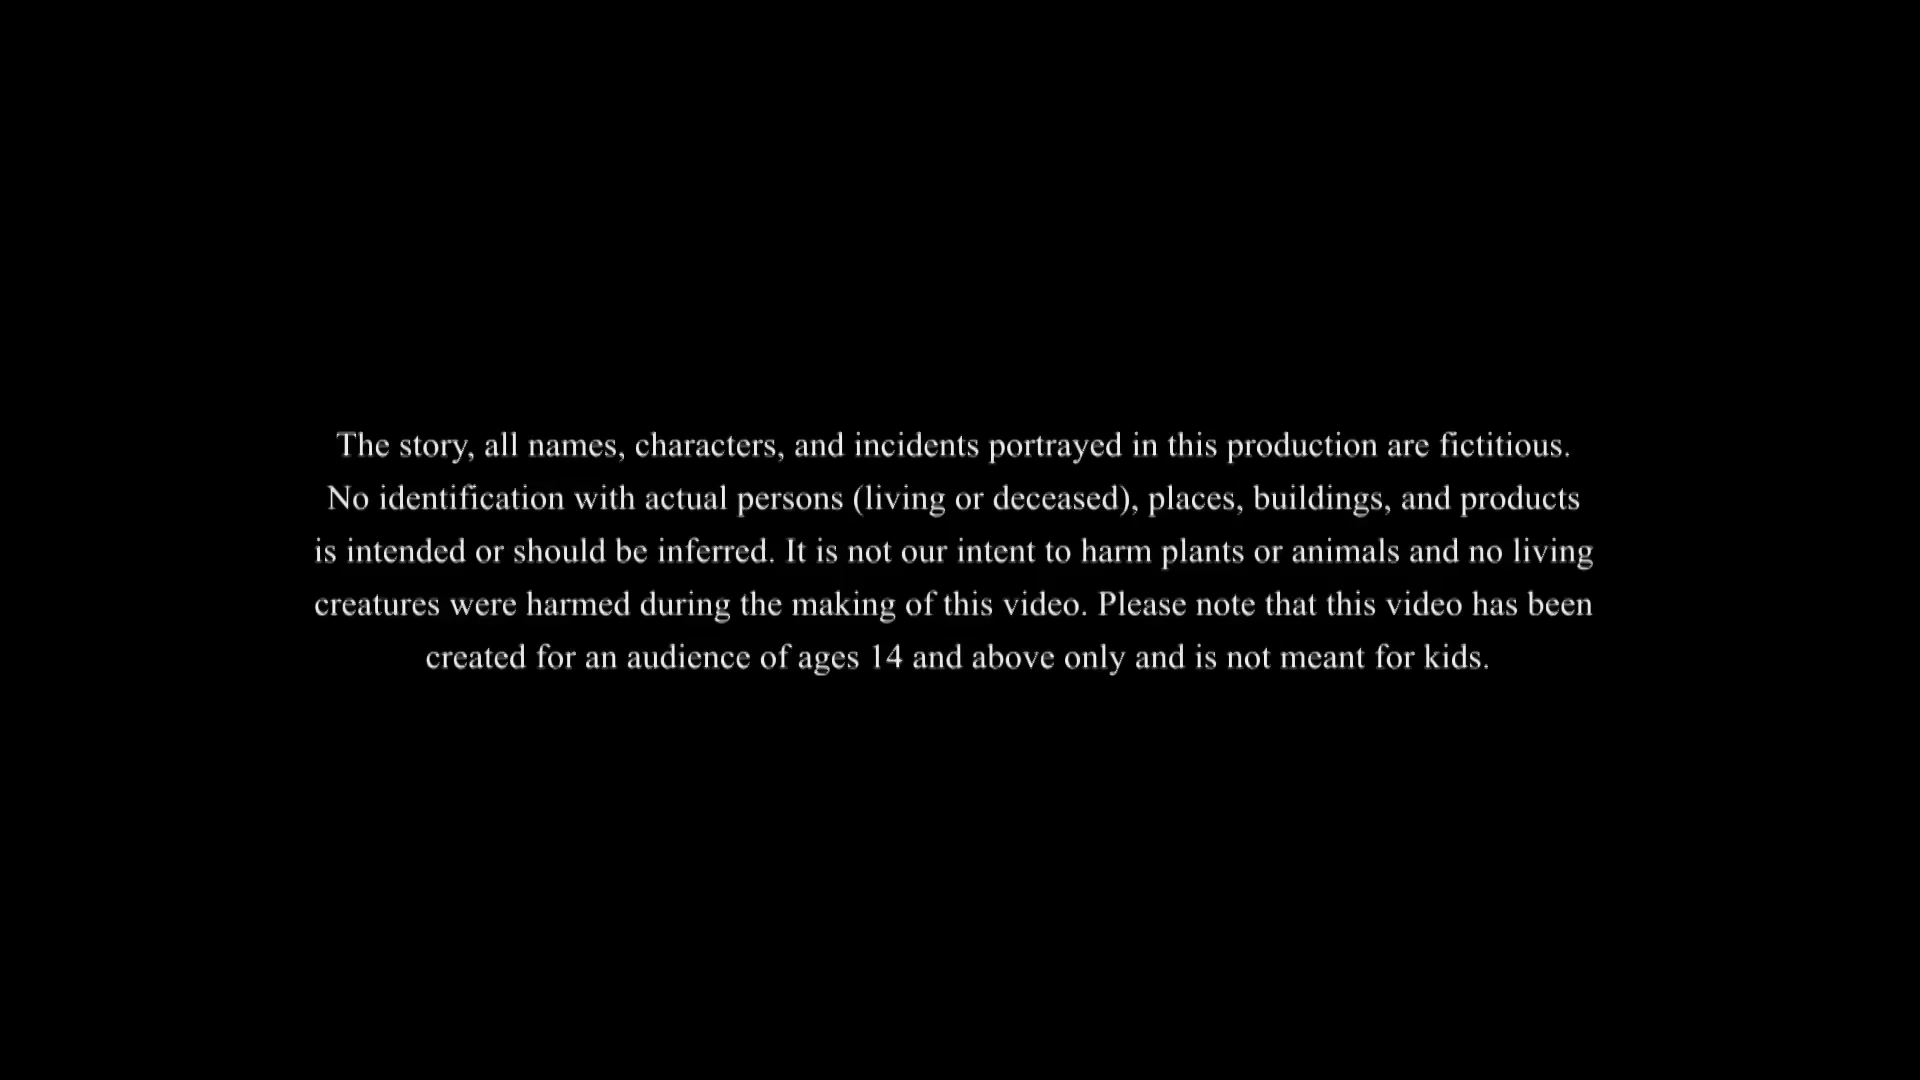 The story, all names, characters, and incidents portrayed in this production are fictitious.
No identification with actual persons (living or deceased), places, buildings, and products
is intended or should be inferred. It is not our intent to harm plants or animals and no living
creatures were harmed during the making of this video. Please note that this video has been
created for an audience of ages 14 and above only and is not meant for kids.